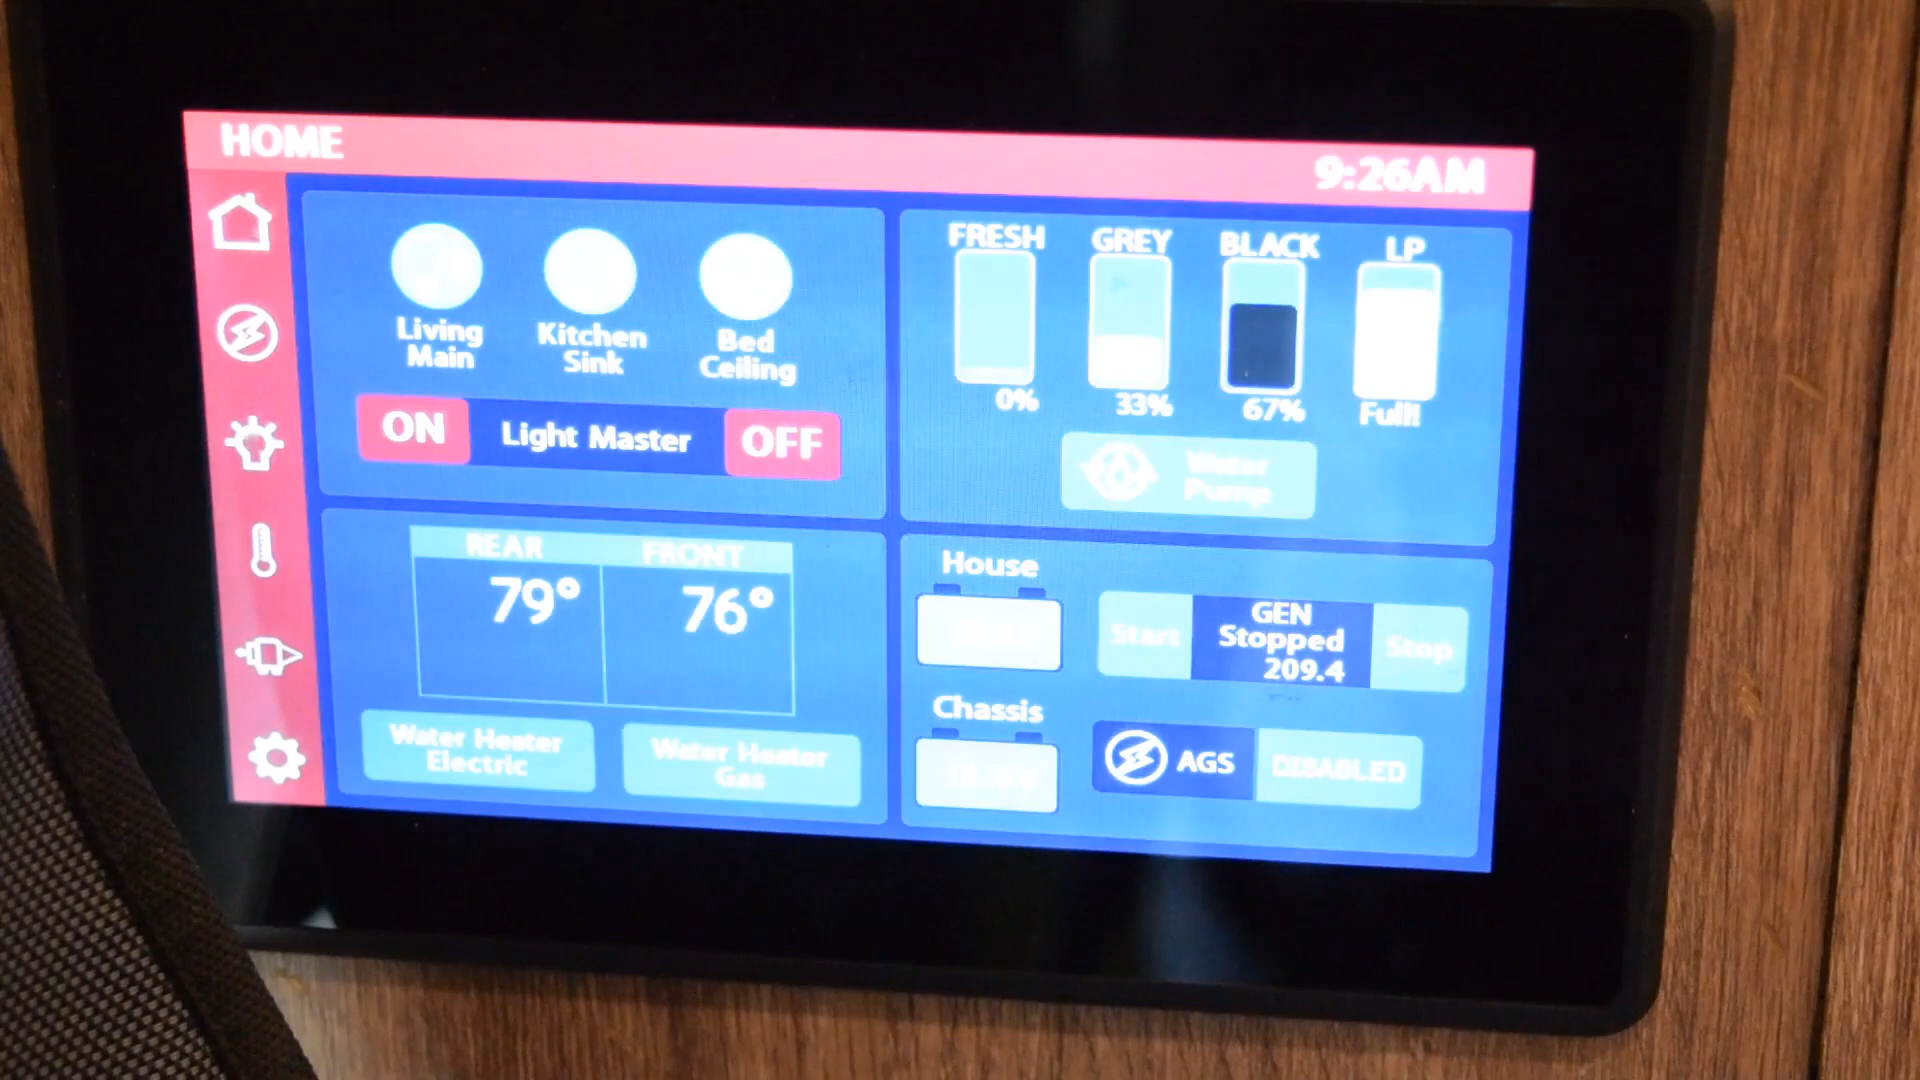 HOME
9:26AM
Living
Main
Kitchen
Sink
Bed
Ceiling
ON
Light Master
OFF
FRESH
GREY
BLACK
LP
0%
33%
67%
Full!
Water
Pump
REAR
FRONT
79°
76°
Water Heater
Electric
Water Heater
Gas
House
Start
GEN
Stopped
209.4
Stop
Chassis
AGS
DISABLED